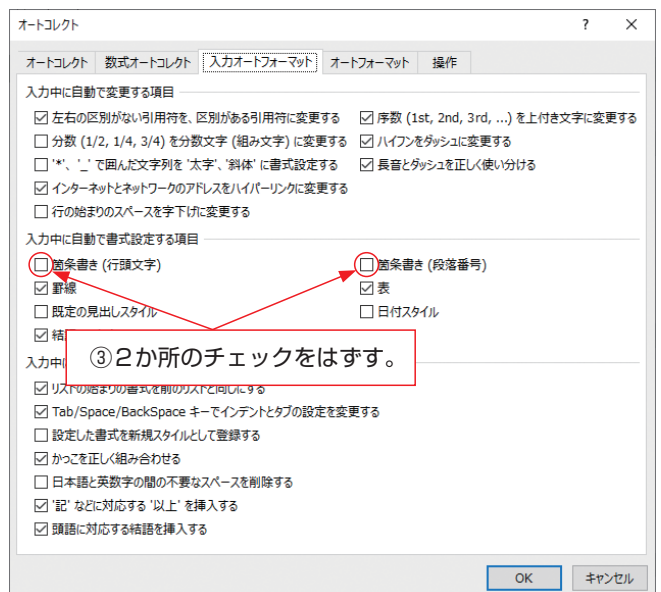 オートコレクト ? ×
オートコレクト 数式オートコレクト 入力オートフォーマット オートフォーマット 操作
入力中に自動で変更する項目
左右の区別がない引用符を、区別がある引用符に変更する 序数 (1st, 2nd, 3rd, ...) を上付き文字に変更する
分数 (1/2, 1/4, 3/4) を分数文字 (組み文字) に変更する ハイフンをダッシュに変更する
'*'、'_' で囲んだ文字列を '太字'、'斜体' に書式設定する 長音とダッシュを正しく使い分ける
インターネットとネットワークのアドレスをハイパーリンクに変更する
行の始まりのスペースを字下げに変更する
入力中に自動で書式設定する項目
箇条書き (行頭文字) 箇条書き (段落番号)
罫線 表
既定の見出しスタイル 日付スタイル
結
③2か所のチェックをはずす。
入力中
リストの始まりの書式を前のリストと同じにする
Tab/Space/BackSpace キーでインデントとタブの設定を変更する
設定した書式を新規スタイルとして登録する
かっこを正しく組み合わせる
日本語と英数字の間の不要なスペースを削除する
'記' などに対応する '以上' を挿入する
頭語に対応する結語を挿入する
OK キャンセル